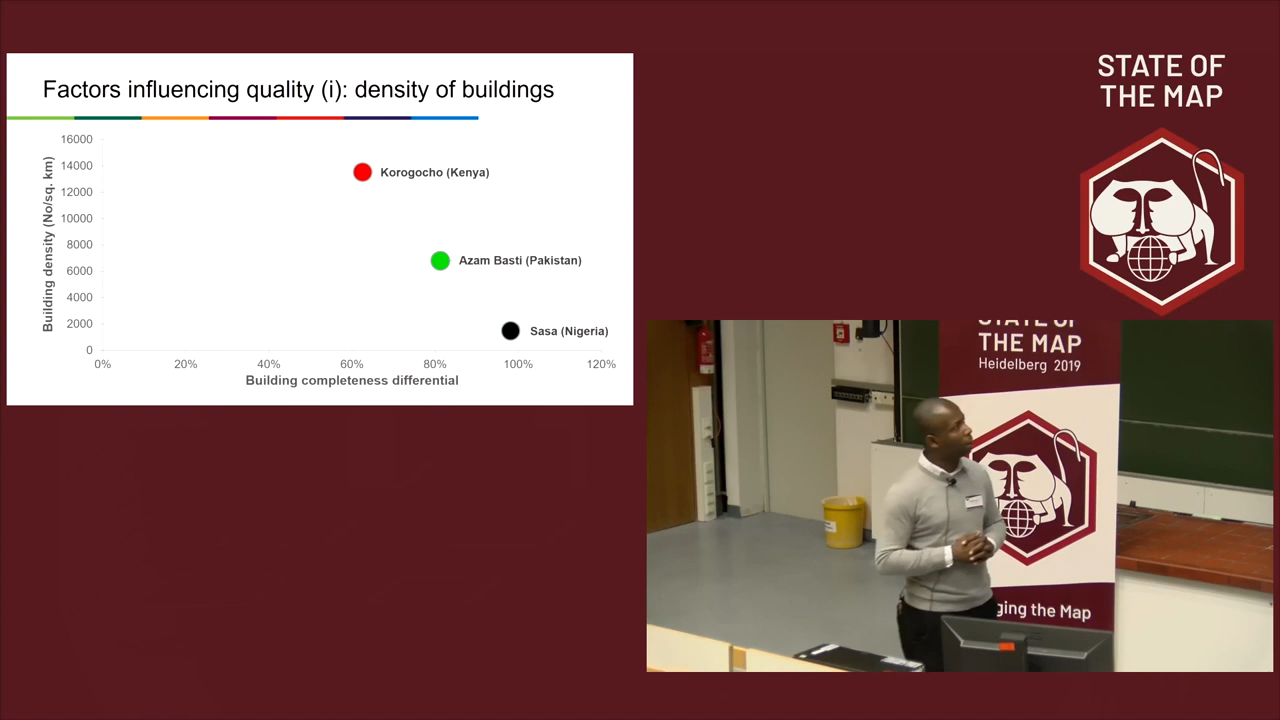 Factors influencing quality (i): density of buildings
Building density (No/sq. km)
16000
14000
12000
10000
8000
6000
4000
2000
0
Korogocho (Kenya)
Azam Basti (Pakistan)
Sasa (Nigeria)
0%
20%
40%
60%
80%
100%
120%
Building completeness differential
STATE OF
THE MAP
STATE OF
THE MAP
Heidelberg 2019
ging the Map